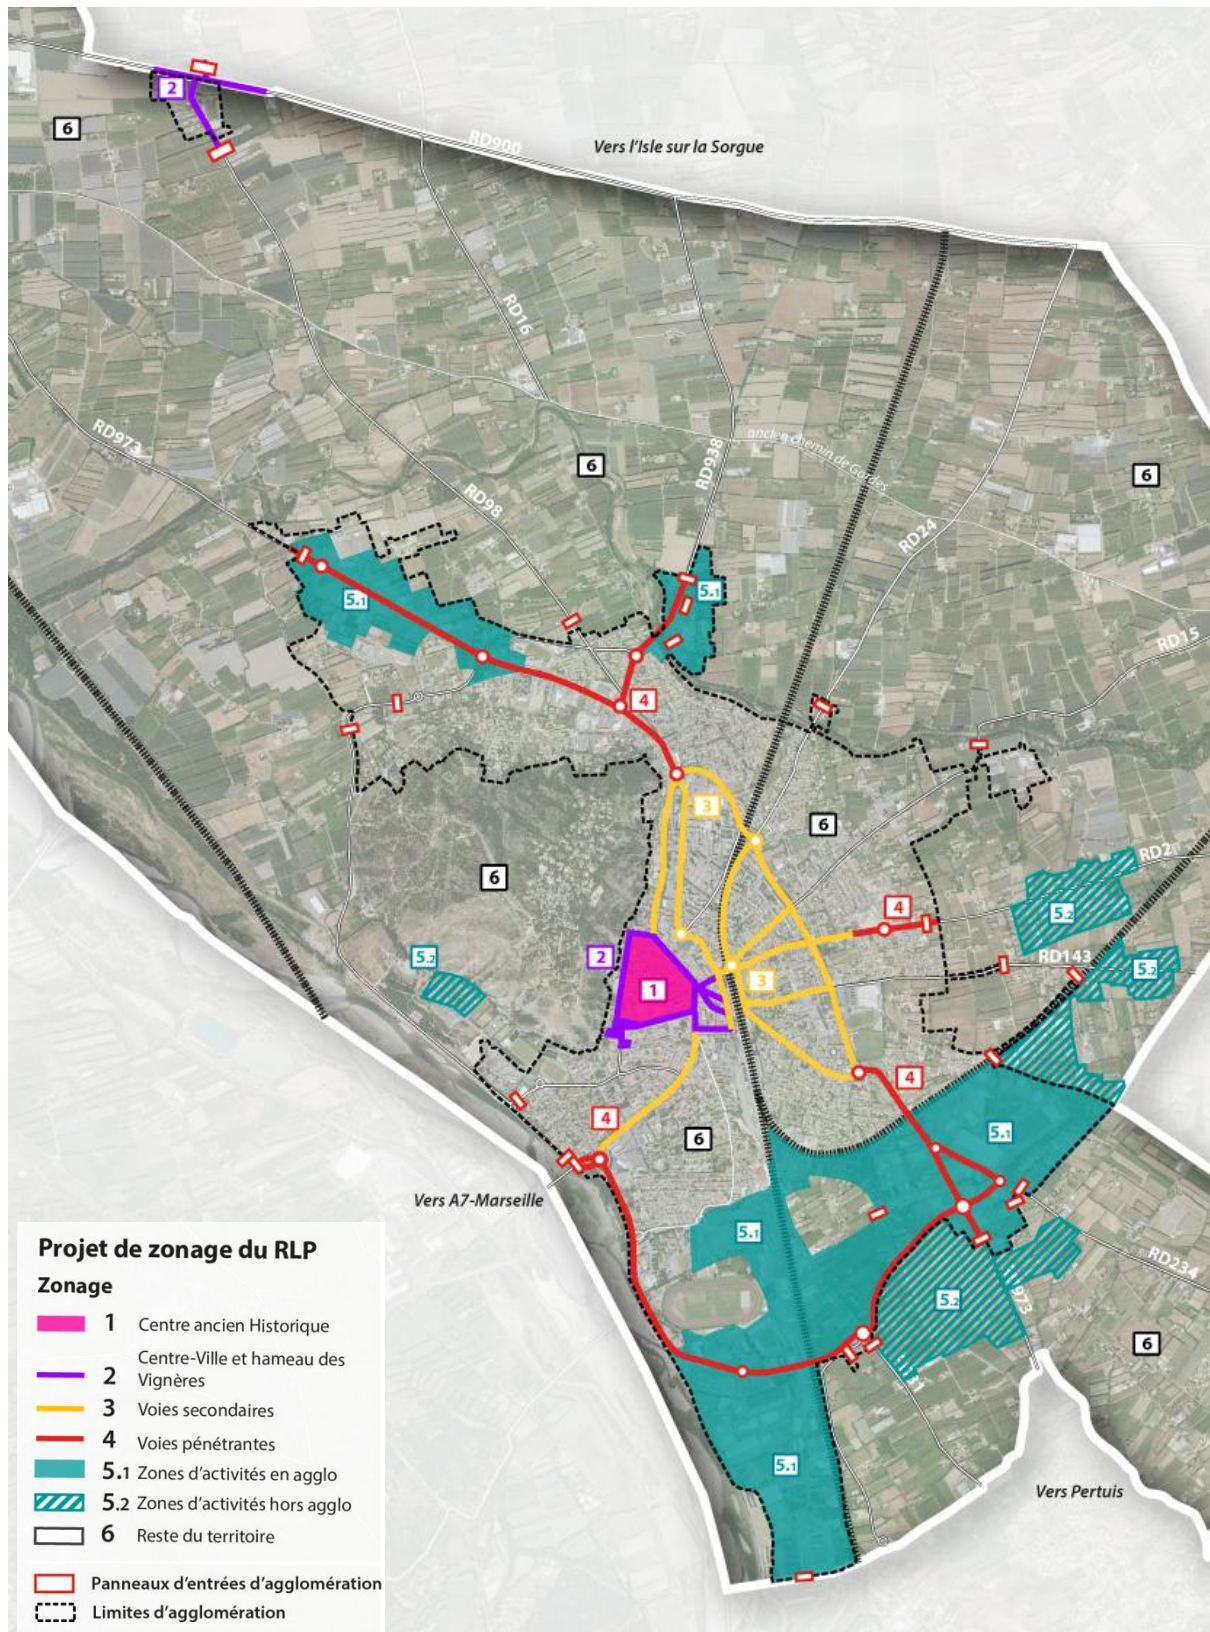 2
6
RD900
Vers l'Isle sur la Sorgue
RD16
RD973
6
RD938
ancien chemin de Gordes
6
RD98
RD24
5.1
5.1
RD15
4
3
6
RD2
6
4
5.2
5.2
2
RD143
5.2
1
3
4
4
6
5.1
Vers A7-Marseille
5.1
RD234
5.2
973
6
31
5.1
Vers Pertuis
Projet de zonage du RLP
Zonage
1 Centre ancien Historique
2 Centre-Ville et hameau des
Vignères
3 Voies secondaires
4 Voies pénétrantes
5.1 Zones d'activités en agglo
5.2 Zones d'activités hors agglo
6 Reste du territoire
Panneaux d'entrées d'agglomération
Limites d'agglomération